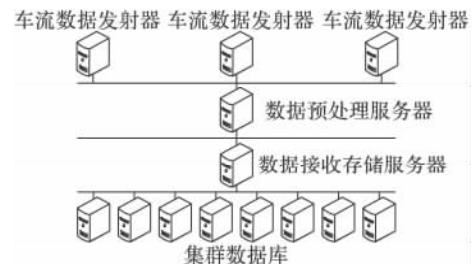 车流数据发射器 车流数据发射器 车流数据发射器
数据预处理服务器
数据接收存储服务器
集群数据库